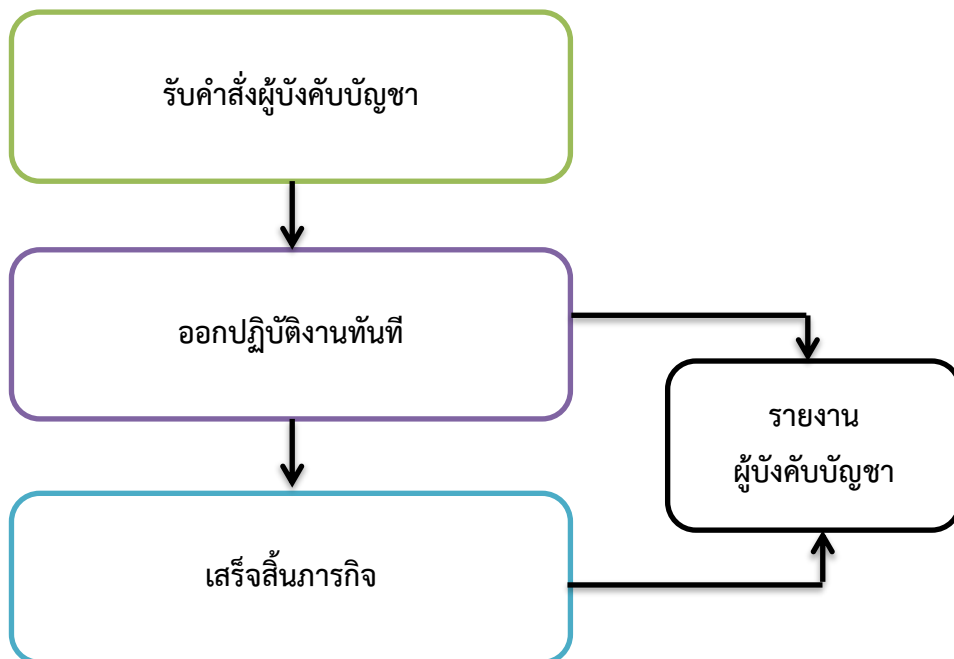 รับคำสั่งผู้บังคับบัญชา
ออกปฏิบัติงานทันที
รายงาน
ผู้บังคับบัญชา
เสร็จสิ้นภารกิจ